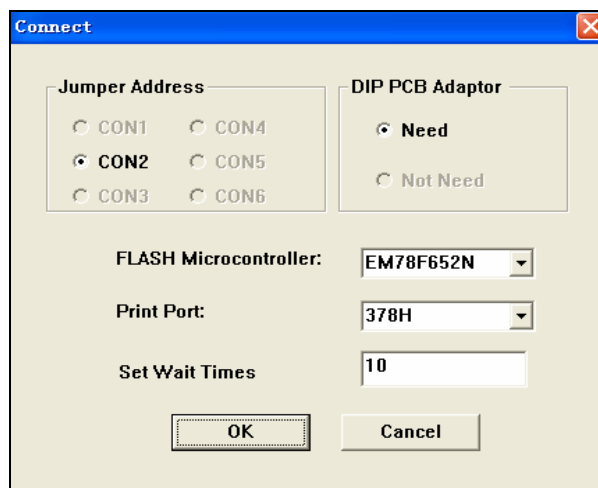 Connect
Jumper Address
CON1 CON4
CON2 CON5
CON3 CON6
DIP PCB Adaptor
Need
Not Need
FLASH Microcontroller: EM78F652N
Print Port: 378H
Set Wait Times 10
OK Cancel